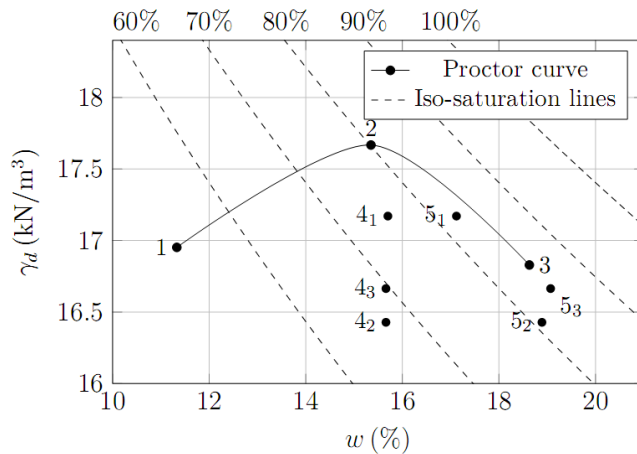 60% 70% 80% 90% 100%
Proctor curve
Iso-saturation lines
18
17.5
17
16.5
16
γd (kN/m³)
1
2
3
4₁
5₁
4₃
5₃
4₂
5₂
10 12 14 16 18 20
w (%)